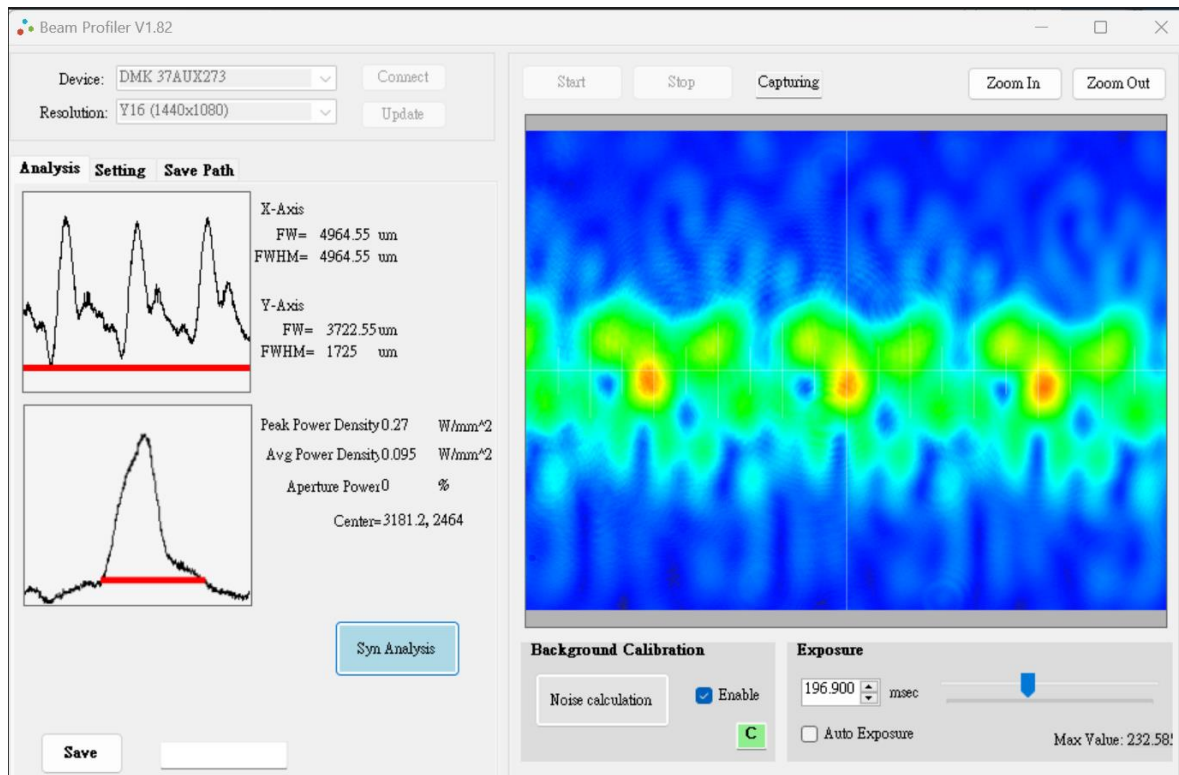 Beam Profiler V1.82
Device: DMK 37AUX273 Connect
Resolution: Y16 (1440x1080) Update
Start Stop Capturing Zoom In Zoom Out
Analysis Setting Save Path
X-Axis
FW= 4964.55 um
FWHM= 4964.55 um
Y-Axis
FW= 3722.55 um
FWHM= 1725 um
Peak Power Density 0.27 W/mm^2
Avg Power Density 0.095 W/mm^2
Aperture Power 0 %
Center= 3181.2, 2464
Syn Analysis
Save
Background Calibration
Noise calculation Enable
C
Exposure
196.900 msec
Auto Exposure
Max Value: 232.58